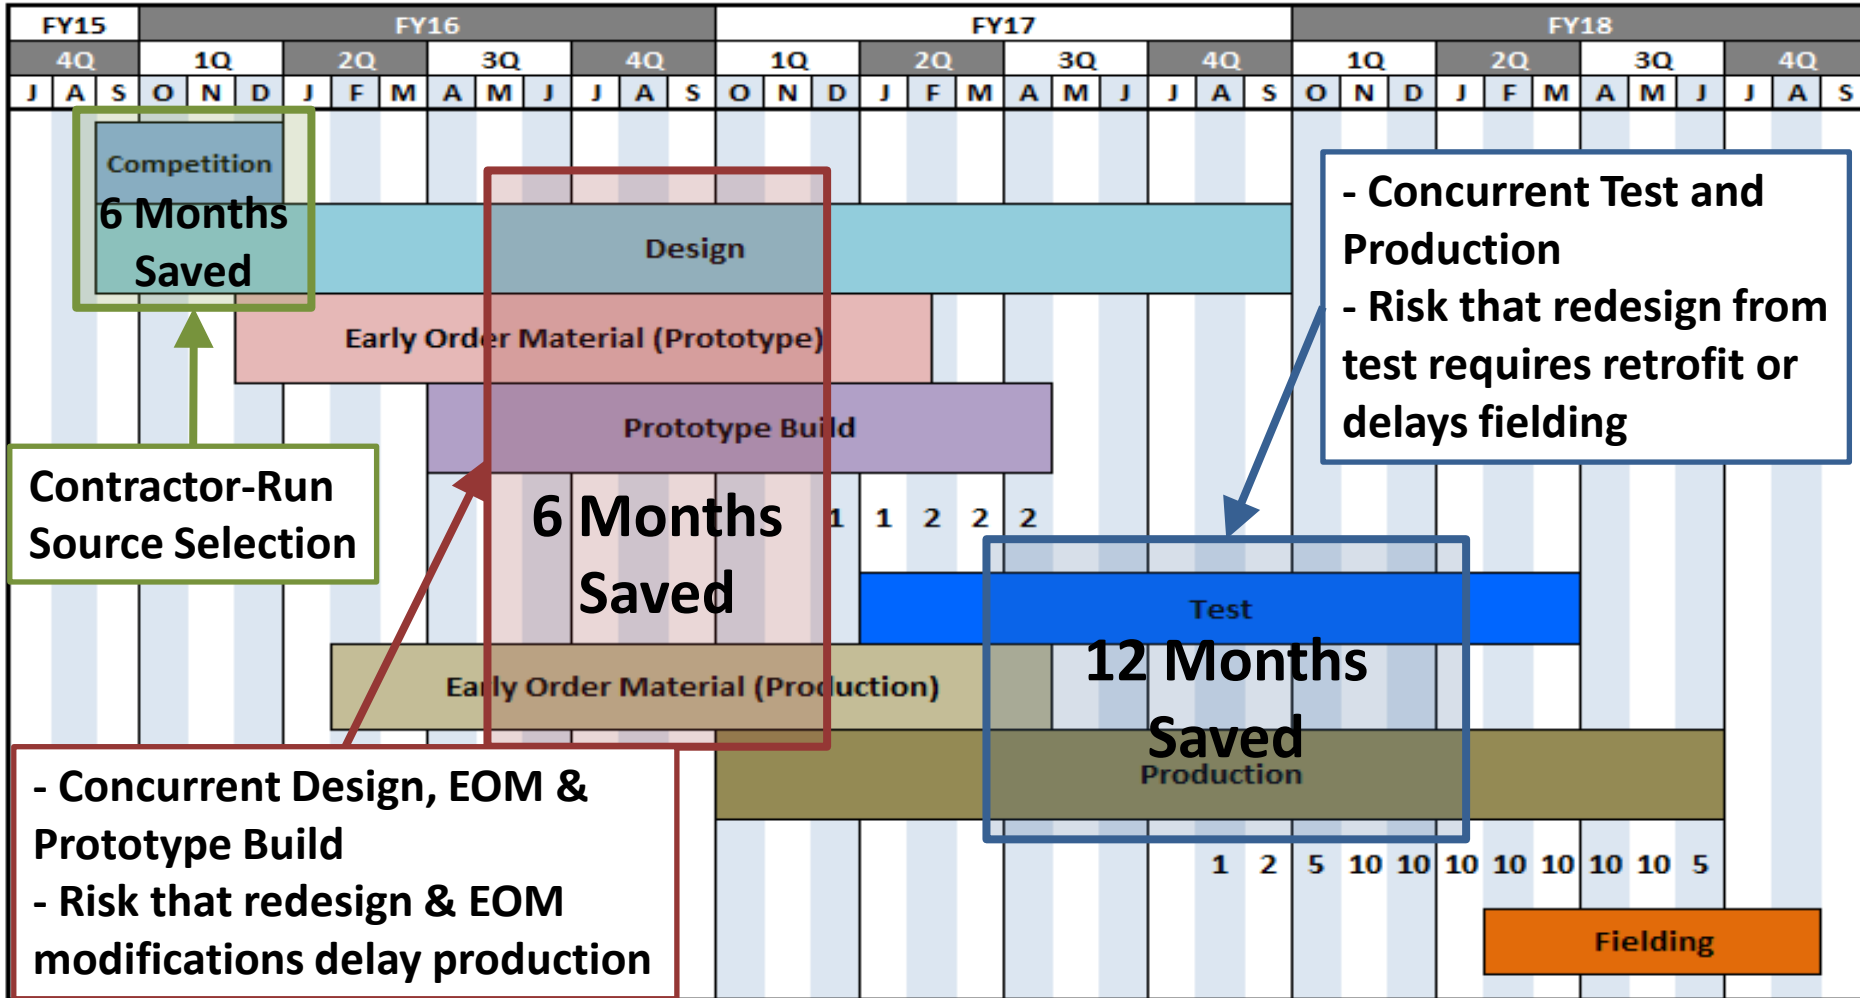 FY15 FY16 FY17 FY18
4Q 1Q 2Q 3Q 4Q 1Q 2Q 3Q 4Q 1Q 2Q 3Q 4Q
J A S O N D J F M A M J J A S O N D J F M A M J J A S O N D J F M A M J J A S
Competition
6 Months
Saved
Design
Early Order Material (Prototype)
Prototype Build
- Concurrent Test and
Production
- Risk that redesign from
test requires retrofit or
delays fielding
Contractor-Run
Source Selection
6 Months
Saved
1 1 2 2 2
Test
12 Months
Saved
Early Order Material (Production)
Production
- Concurrent Design, EOM &
Prototype Build
- Risk that redesign & EOM
modifications delay production
1 2 5 10 10 10 10 10 10 10 5
Fielding